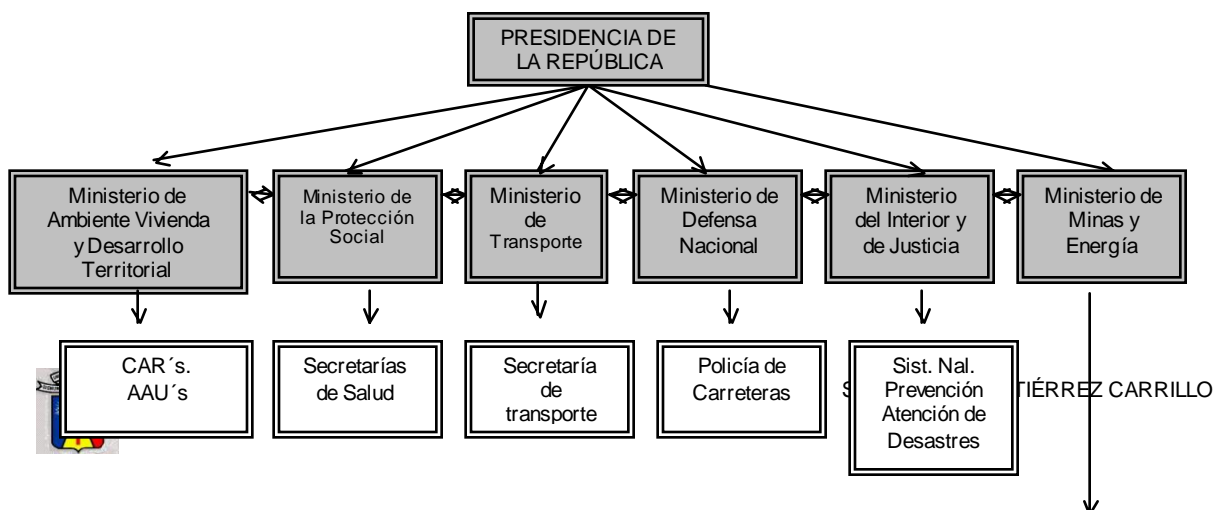 PRESIDENCIA DE
LA REPÚBLICA
Ministerio de
Ambiente Vivienda
y Desarrollo
Territorial
Ministerio de
la Protección
Social
Ministerio
de
Transporte
Ministerio de
Defensa
Nacional
Ministerio
del Interior y
de Justicia
Ministerio de
Minas y
Energía
CAR´s.
AAU´s
Secretarías
de Salud
Secretaría
de
transporte
Policía de
Carreteras
Sist. Nal.
Prevención
Atención de
Desastres
CARRILLO